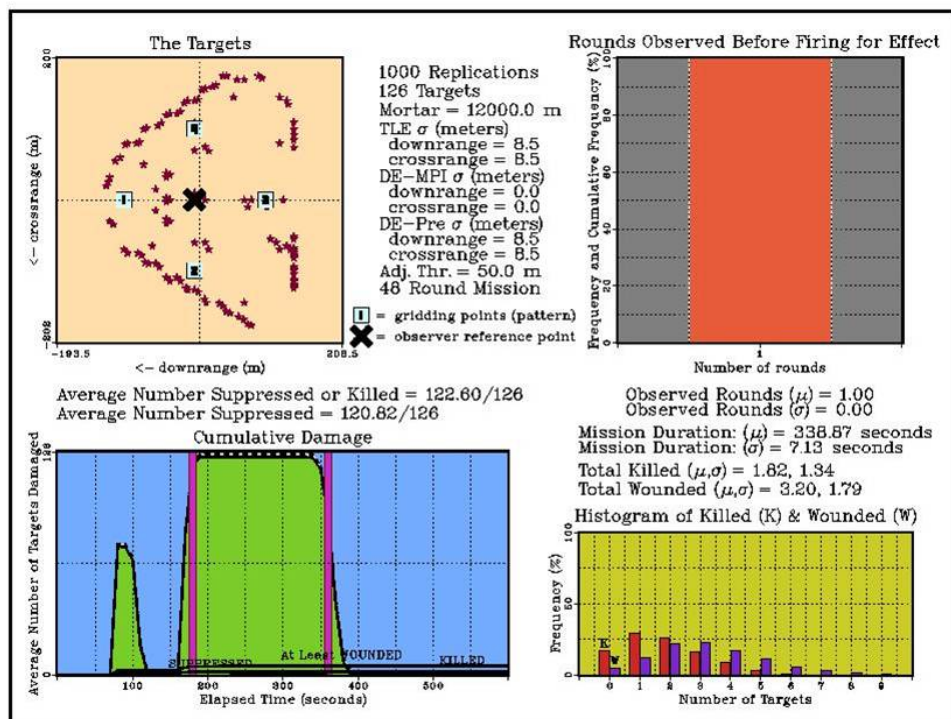 The Targets
200
<- crossrange (m)
-202
-193.5
208.5
<- downrange (m)
1000 Replications
126 Targets
Mortar = 12000.0 m
TLE σ (meters)
downrange = 8.5
crossrange = 8.5
DE-MPI σ (meters)
downrange = 0.0
crossrange = 0.0
DE-Pre σ (meters)
downrange = 8.5
crossrange = 8.5
Adj. Thr. = 50.0 m
48 Round Mission
= gridding points (pattern)
= observer reference point
Rounds Observed Before Firing for Effect
Frequency and Cumulative Frequency (%)
100
80
60
40
20
0
1
Number of rounds
Average Number Suppressed or Killed = 122.60/126
Average Number Suppressed = 120.82/126
Cumulative Damage
Average Number of Targets Damaged
0
SUPPRESSED
At Least WOUNDED
KILLED
100
200
300
400
500
Elapsed Time (seconds)
Observed Rounds (μ) = 1.00
Observed Rounds (σ) = 0.00
Mission Duration: (μ) = 338.87 seconds
Mission Duration: (σ) = 7.13 seconds
Total Killed (μ,σ) = 1.82, 1.34
Total Wounded (μ,σ) = 3.20, 1.79
Histogram of Killed (K) & Wounded (W)
Frequency (%)
100
50
0
K
W
0 1 2 3 4 5 6 7 8 9
Number of Targets